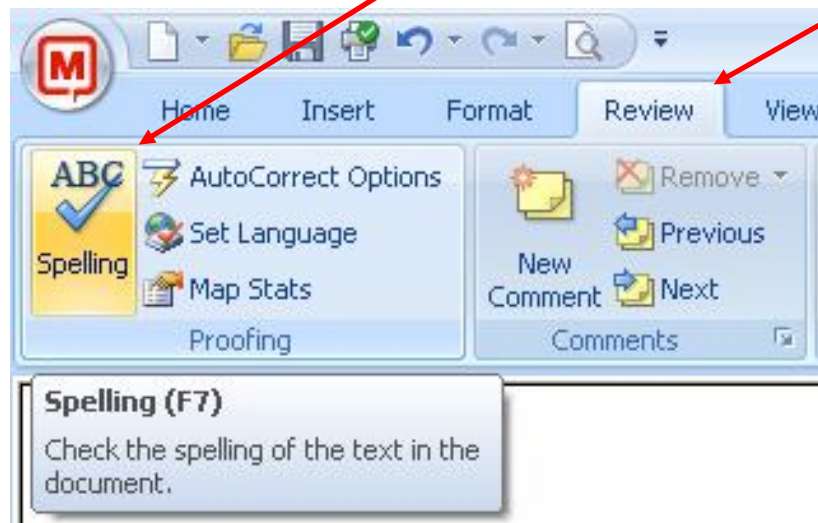 M
Home Insert Format Review View
ABC
Spelling
AutoCorrect Options
Set Language
Map Stats
Proofing
New
Comment
Remove
Previous
Next
Comments
Spelling (F7)
Check the spelling of the text in the
document.